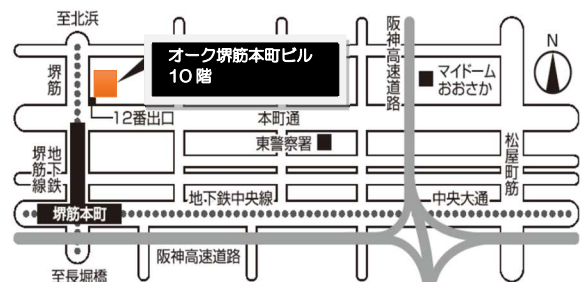 至北浜
堺筋
オーク堺筋本町ビル
10階
阪神高速道路
マイドーム
おおさか
N
12番出口
本町通
東警察署
松屋町筋
地下鉄
堺筋線
地下鉄中央線
中央大通
堺筋本町
阪神高速道路
至長堀橋